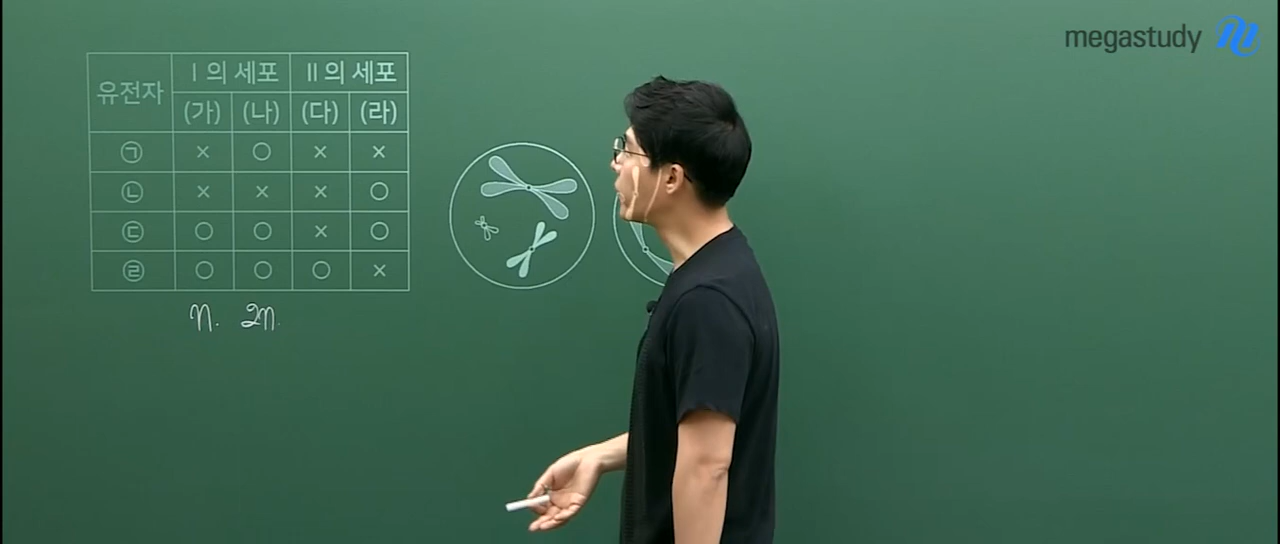 megastudy
유전자 Ⅰ의 세포 Ⅱ의 세포
(가) (나) (다) (라)
㉠ × ○ × ×
㉡ × × × ○
㉢ ○ ○ × ○
㉣ ○ ○ ○ ×
n. 2n.